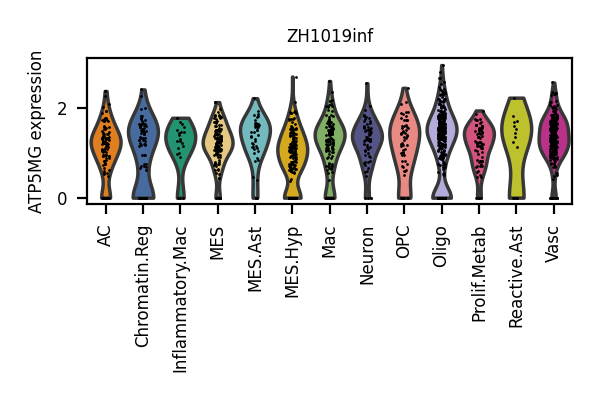 ZH1019inf
ATP5MG expression
2
0
AC
Chromatin.Reg
Inflammatory.Mac
MES
MES.Ast
MES.Hyp
Mac
Neuron
OPC
Oligo
Prolif.Metab
Reactive.Ast
Vasc